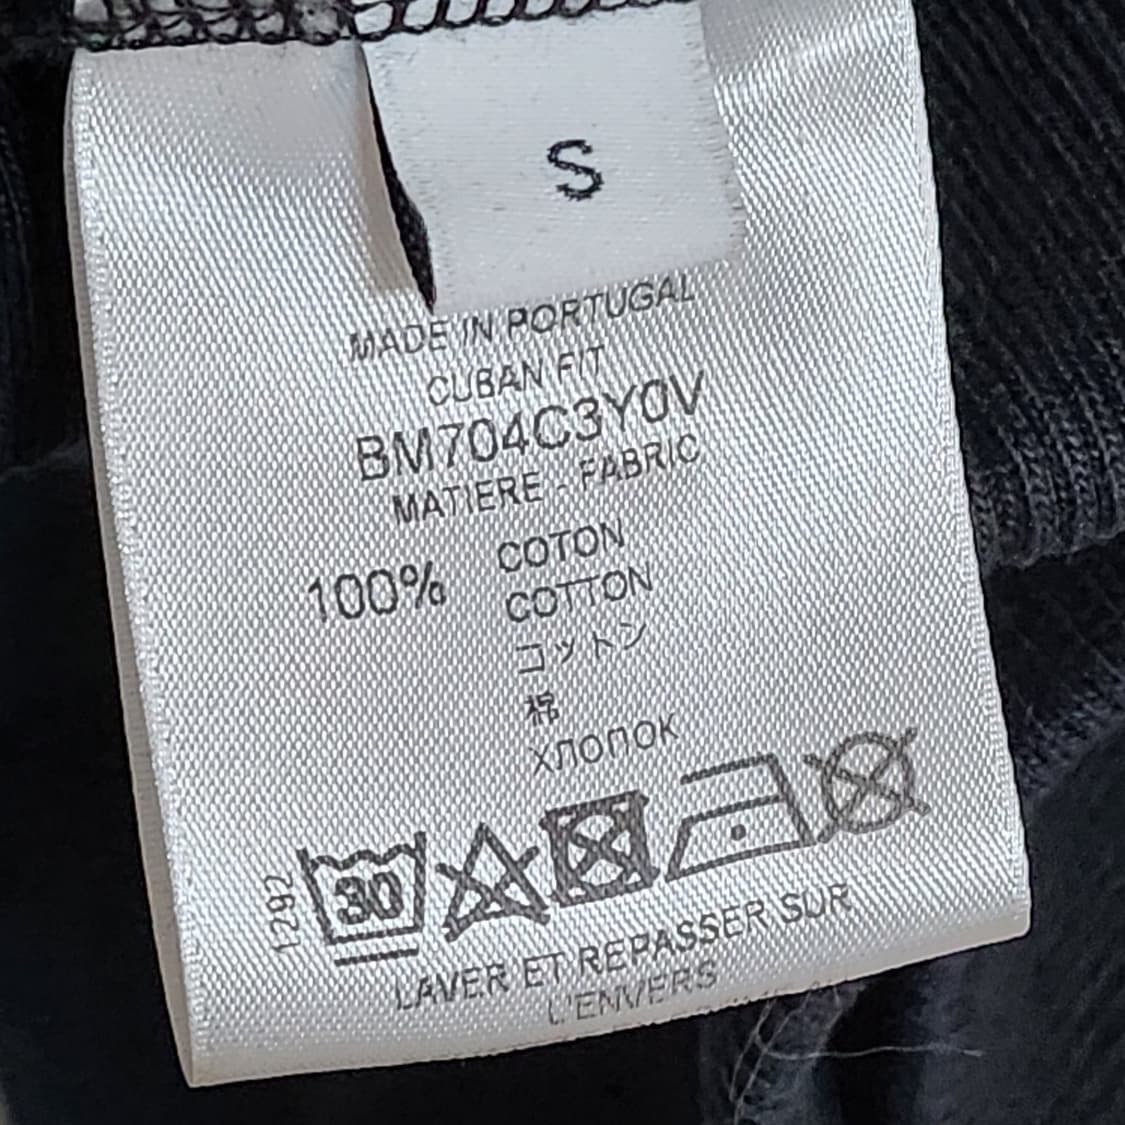 S
MADE IN PORTUGAL
CUBAN FIT
BM704C3Y0V
MATIERE - FABRIC
100% COTON
COTTON
コットン
棉
ХЛОПОК
1292
30
LAVER ET REPASSER SUR
L'ENVERS